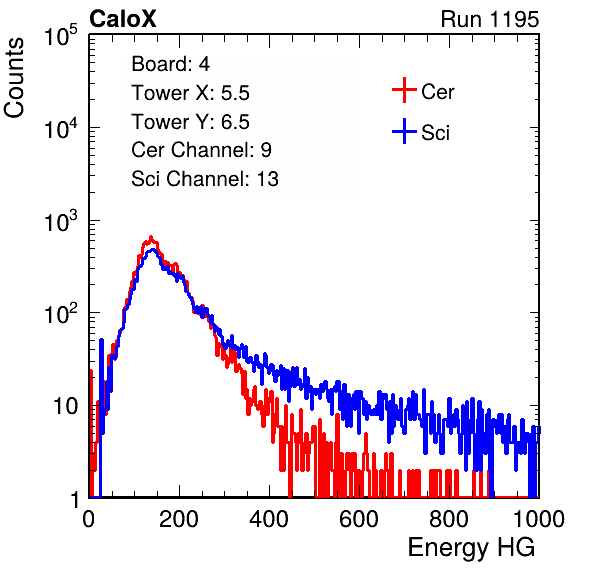 CaloX Run 1195
Counts
10^5
10^4
10^3
10^2
10
1
Board: 4
Tower X: 5.5
Tower Y: 6.5
Cer Channel: 9
Sci Channel: 13
Cer
Sci
0 200 400 600 800 1000
Energy HG